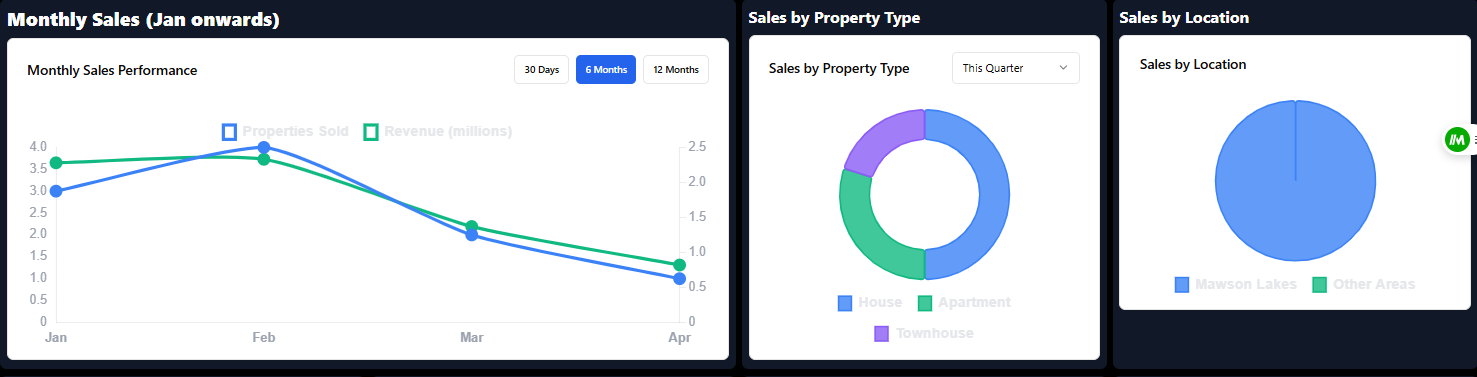 Monthly Sales (Jan onwards)
Monthly Sales Performance
30 Days
6 Months
12 Months
Properties Sold
Revenue (millions)
4.0
3.5
3.0
2.5
2.0
1.5
1.0
0.5
0
2.5
2.0
1.5
1.0
0.5
0
Jan
Feb
Mar
Apr
Sales by Property Type
Sales by Property Type
This Quarter
House
Apartment
Townhouse
Sales by Location
Sales by Location
Mawson Lakes
Other Areas